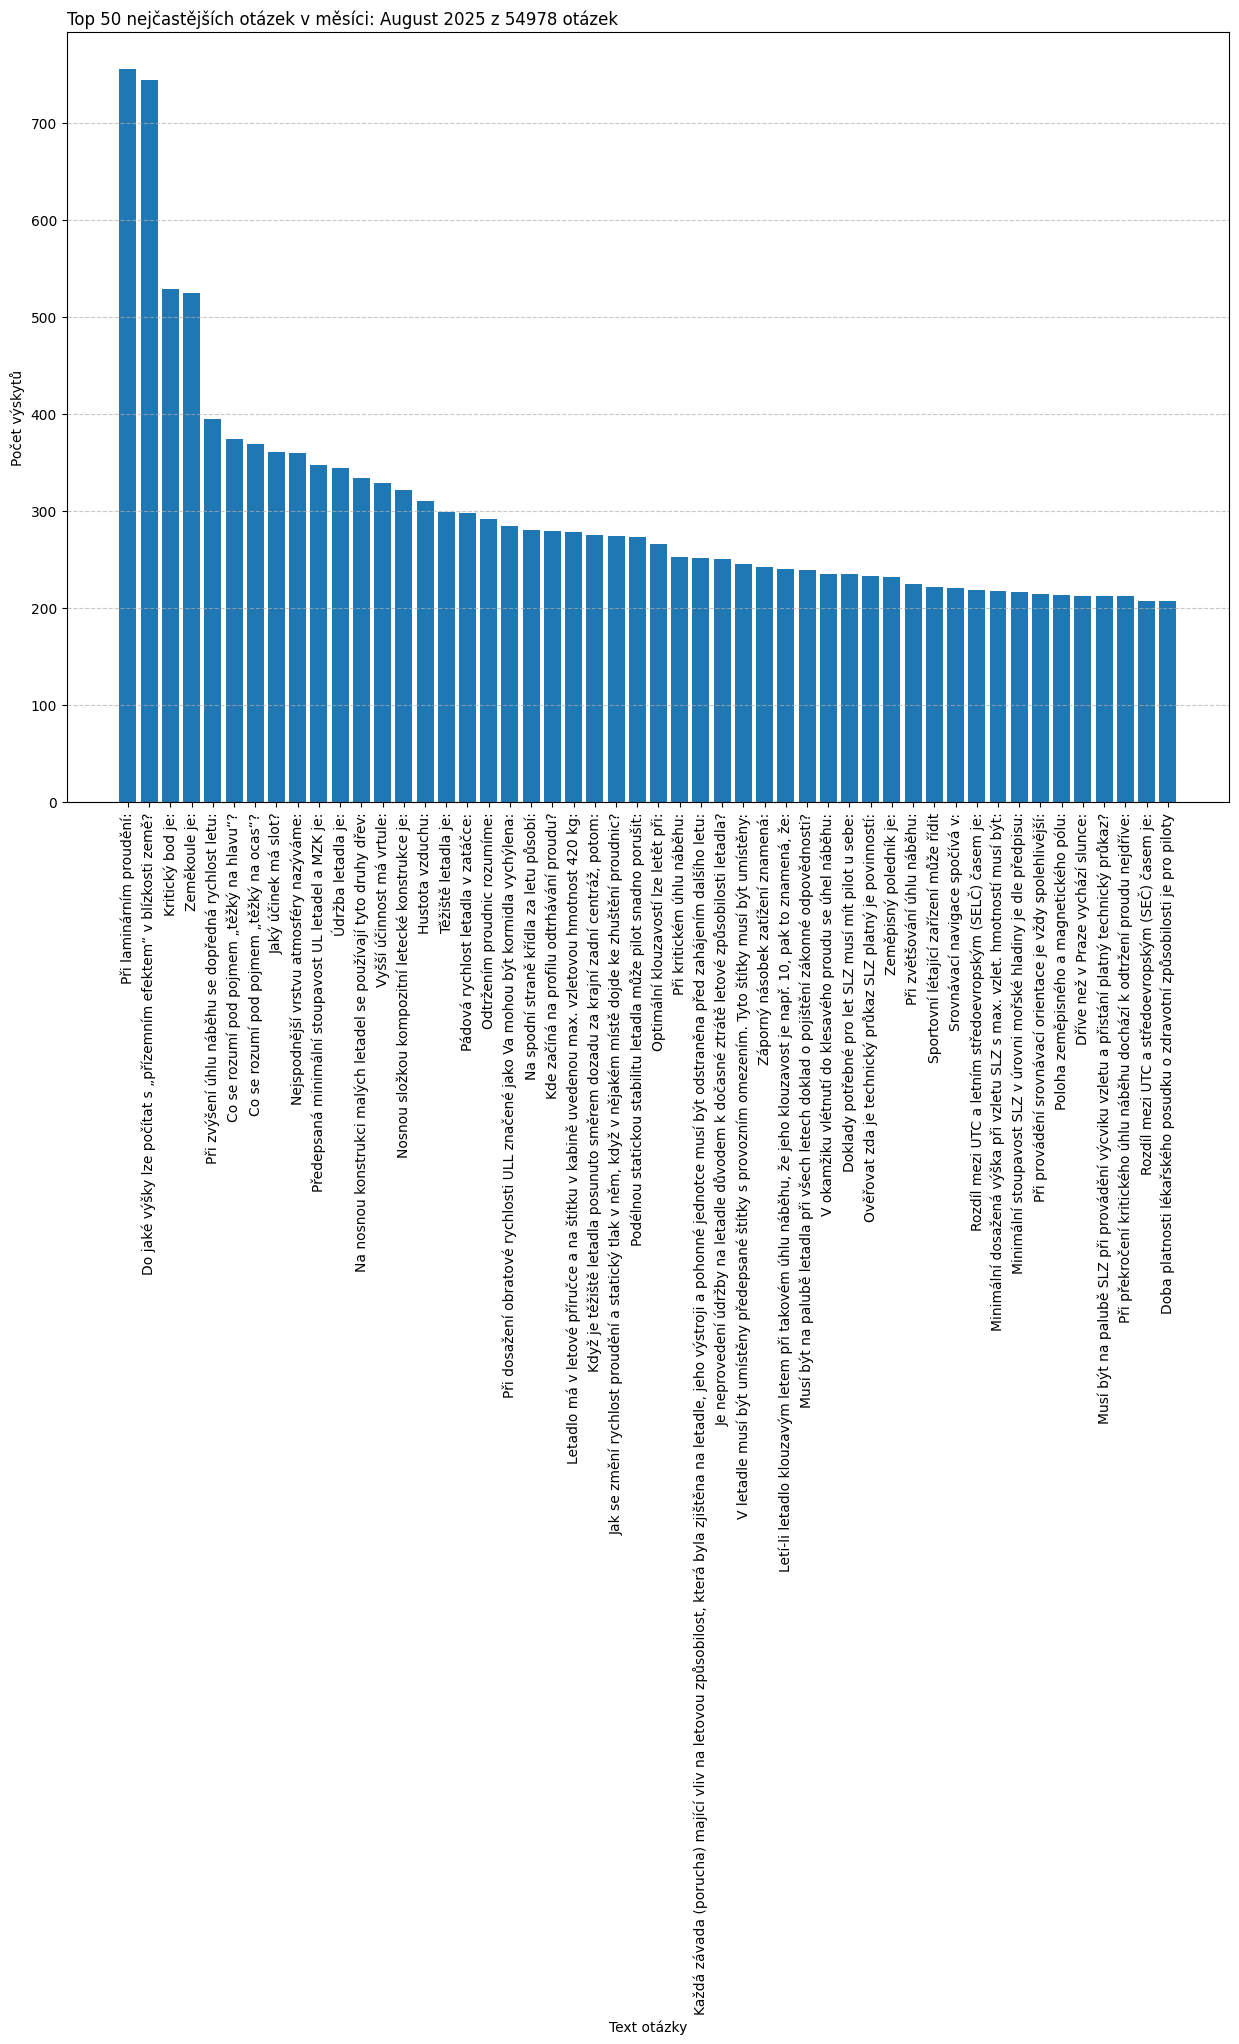 Top 50 nejčastějších otázek v měsíci: August 2025 z 54978 otázek
Počet výskytů
700
600
500
400
300
200
100
0
Při laminárním proudění:
Do jaké výšky lze počítat s „přízemním efektem“ v blízkosti země?
Kritický bod je:
Zeměkoule je:
Při zvýšení úhlu náběhu se dopředná rychlost letu:
Co se rozumí pod pojmem „těžký na hlavu“?
Co se rozumí pod pojmem „těžký na ocas“?
Jaký účinek má slot?
Nejspodnější vrstvu atmosféry nazýváme:
Předepsaná minimální stoupavost UL letadel a MZK je:
Údržba letadla je:
Na nosnou konstrukci malých letadel se používají tyto druhy dřev:
Vyšší účinnost má vrtule:
Nosnou složkou kompozitní letecké konstrukce je:
Hustota vzduchu:
Těžiště letadla je:
Pádová rychlost letadla v zatáčce:
Odtržením proudnic rozumíme:
Při dosažení obratové rychlosti ULL značené jako Va mohou být kormidla vychýlena:
Na spodní straně křídla za letu působí:
Kde začíná na profilu odtrhávání proudu?
Letadlo má v letové příručce a na štítku v kabině uvedenou max. vzletovou hmotnost 420 kg:
Když je těžiště letadla posunuto směrem dozadu za krajní zadní centráž, potom:
Jak se změní rychlost proudění a statický tlak v něm, když v nějakém místě dojde ke zhuštění proudnic?
Podélnou statickou stabilitu letadla může pilot snadno porušit:
Optimální klouzavostí lze letět při:
Při kritickém úhlu náběhu:
Každá závada (porucha) mající vliv na letovou způsobilost, která byla zjištěna na letadle, jeho výstroji a pohonné jednotce musí být odstraněna před zahájením dalšího letu:
Je neprovedení údržby na letadle důvodem k dočasné ztrátě letové způsobilosti letadla?
V letadle musí být umístěny předepsané štítky s provozním omezením. Tyto štítky musí být umístěny:
Záporný násobek zatížení znamená:
Letí-li letadlo klouzavým letem při takovém úhlu náběhu, že jeho klouzavost je např. 10, pak to znamená, že:
Musí být na palubě letadla při všech letech doklad o pojištění zákonné odpovědnosti?
V okamžiku vlétnutí do klesavého proudu se úhel náběhu:
Doklady potřebné pro let SLZ musí mít pilot u sebe:
Ověřovat zda je technický průkaz SLZ platný je povinností:
Zeměpisný poledník je:
Při zvětšování úhlu náběhu:
Sportovní létající zařízení může řídit
Srovnávací navigace spočívá v:
Rozdíl mezi UTC a letním středoevropským (SELČ) časem je:
Minimální dosažená výška při vzletu SLZ s max. vzlet. hmotností musí být:
Minimální stoupavost SLZ v úrovni mořské hladiny je dle předpisu:
Při provádění srovnávací orientace je vždy spolehlivější:
Poloha zeměpisného a magnetického pólu:
Dříve než v Praze vychází slunce:
Musí být na palubě SLZ při provádění výcviku vzletu a přistání platný technický průkaz?
Při překročení kritického úhlu náběhu dochází k odtržení proudu nejdříve:
Rozdíl mezi UTC a středoevropským (SEČ) časem je:
Doba platnosti lékařského posudku o zdravotní způsobilosti je pro piloty
Text otázky